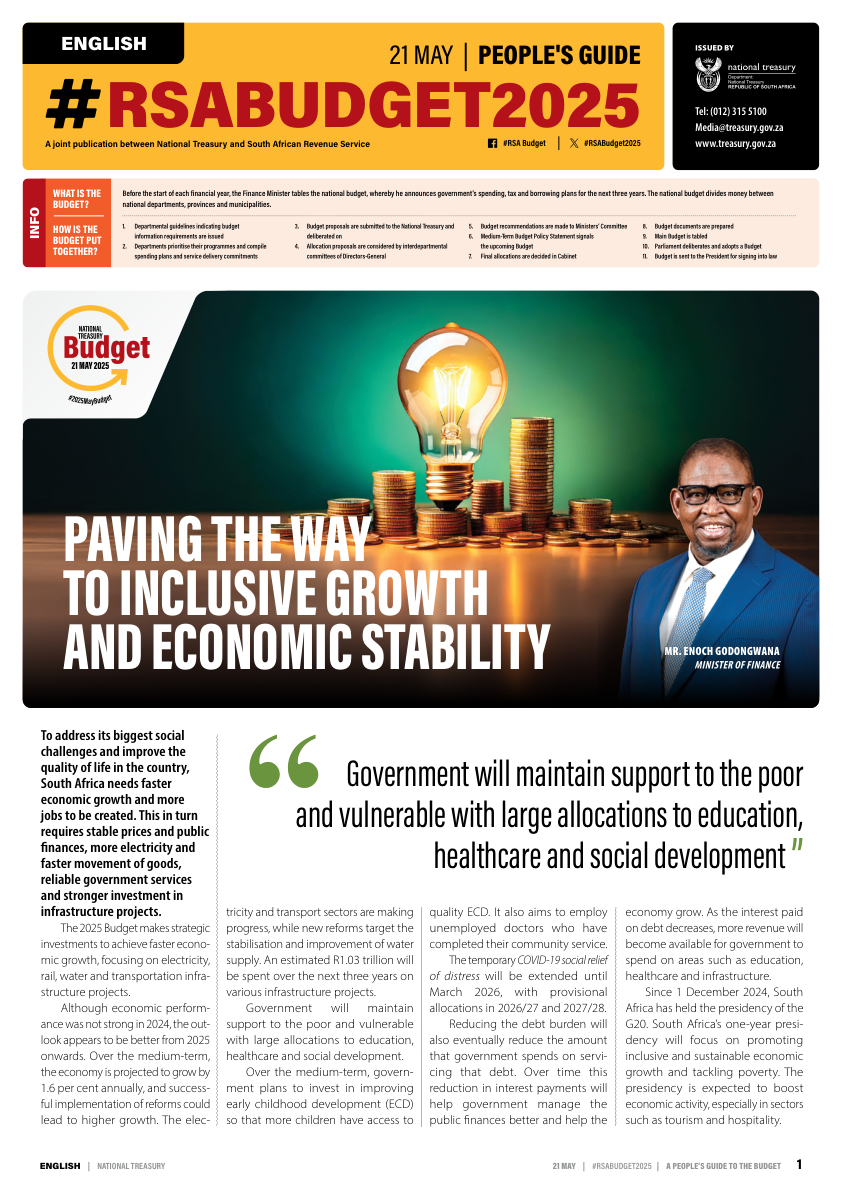 ENGLISH
21 MAY | PEOPLE'S GUIDE
#RSABUDGET2025
A joint publication between National Treasury and South African Revenue Service
#RSA Budget | #RSABudget2025
ISSUED BY
national treasury
Department:
National Treasury
REPUBLIC OF SOUTH AFRICA
Tel: (012) 315 5100
Media@treasury.gov.za
www.treasury.gov.za
INFO
WHAT IS THE
BUDGET?
Before the start of each financial year, the Finance Minister tables the national budget, whereby he announces government's spending, tax and borrowing plans for the next three years. The national budget divides money between
national departments, provinces and municipalities.
HOW IS THE
BUDGET PUT
TOGETHER?
1. Departmental guidelines indicating budget
information requirements are issued
2. Departments prioritise their programmes and compile
spending plans and service delivery commitments
3. Budget proposals are submitted to the National Treasury and
deliberated on
4. Allocation proposals are considered by interdepartmental
committees of Directors-General
5. Budget recommendations are made to Ministers' Committee
6. Medium-Term Budget Policy Statement signals
the upcoming Budget
7. Final allocations are decided in Cabinet
8. Budget documents are prepared
9. Main Budget is tabled
10. Parliament deliberates and adopts a Budget
11. Budget is sent to the President for signing into law
NATIONAL
TREASURY
Budget
21 MAY 2025
#2025MayBudget
PAVING THE WAY
TO INCLUSIVE GROWTH
AND ECONOMIC STABILITY
MR. ENOCH GODONGWANA
MINISTER OF FINANCE
To address its biggest social
challenges and improve the
quality of life in the country,
South Africa needs faster
economic growth and more
jobs to be created. This in turn
requires stable prices and public
finances, more electricity and
faster movement of goods,
reliable government services
and stronger investment in
infrastructure projects.
The 2025 Budget makes strategic
investments to achieve faster econo-
mic growth, focusing on electricity,
rail, water and transportation infra-
structure projects.
Although economic perform-
ance was not strong in 2024, the out-
look appears to be better from 2025
onwards. Over the medium-term,
the economy is projected to grow by
1.6 per cent annually, and success-
ful implementation of reforms could
lead to higher growth. The elec-
“ Government will maintain support to the poor
and vulnerable with large allocations to education,
healthcare and social development "
tricity and transport sectors are making
progress, while new reforms target the
stabilisation and improvement of water
supply. An estimated R1.03 trillion will
be spent over the next three years on
various infrastructure projects.
Government will maintain
support to the poor and vulnerable
with large allocations to education,
healthcare and social development.
Over the medium-term, govern-
ment plans to invest in improving
early childhood development (ECD)
so that more children have access to
quality ECD. It also aims to employ
unemployed doctors who have
completed their community service.
The temporary COVID-19 social relief
of distress will be extended until
March 2026, with provisional
allocations in 2026/27 and 2027/28.
Reducing the debt burden will
also eventually reduce the amount
that government spends on servi-
cing that debt. Over time this
reduction in interest payments will
help government manage the
public finances better and help the
economy grow. As the interest paid
on debt decreases, more revenue will
become available for government to
spend on areas such as education,
healthcare and infrastructure.
Since 1 December 2024, South
Africa has held the presidency of the
G20. South Africa's one-year presi-
dency will focus on promoting
inclusive and sustainable economic
growth and tackling poverty. The
presidency is expected to boost
economic activity, especially in sectors
such as tourism and hospitality.
ENGLISH | NATIONAL TREASURY
21 MAY | #RSABUDGET2025 | A PEOPLE'S GUIDE TO THE BUDGET 1